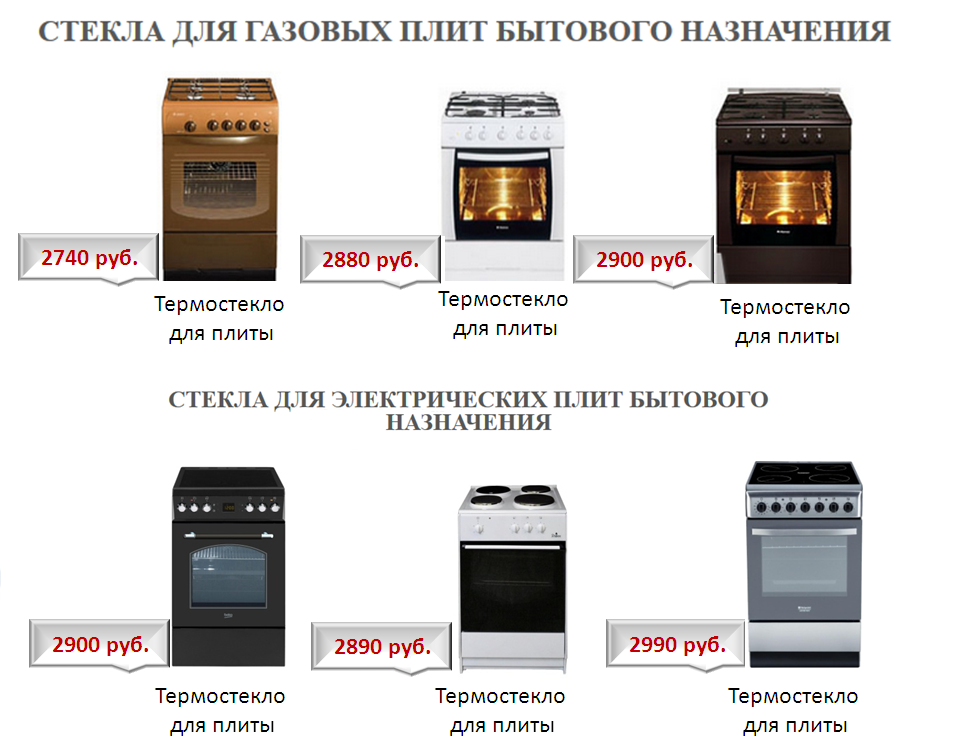 СТЕКЛА ДЛЯ ГАЗОВЫХ ПЛИТ БЫТОВОГО НАЗНАЧЕНИЯ
2740 руб.
2880 руб.
2900 руб.
Термостекло
для плиты
Термостекло
для плиты
Термостекло
для плиты
СТЕКЛА ДЛЯ ЭЛЕКТРИЧЕСКИХ ПЛИТ БЫТОВОГО
НАЗНАЧЕНИЯ
2900 руб.
2890 руб.
2990 руб.
Термостекло
для плиты
Термостекло
для плиты
Термостекло
для плиты